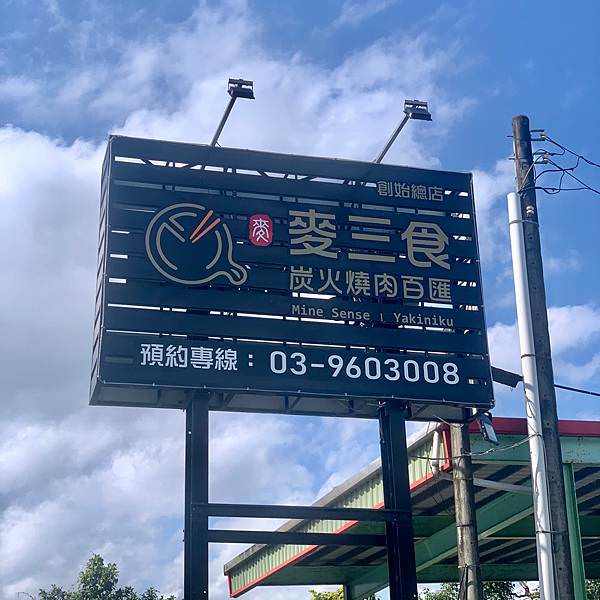 創始總店
麥 麥三食
炭火燒肉百匯
Mine Sense | Yakiniku
預約專線：03-9603008